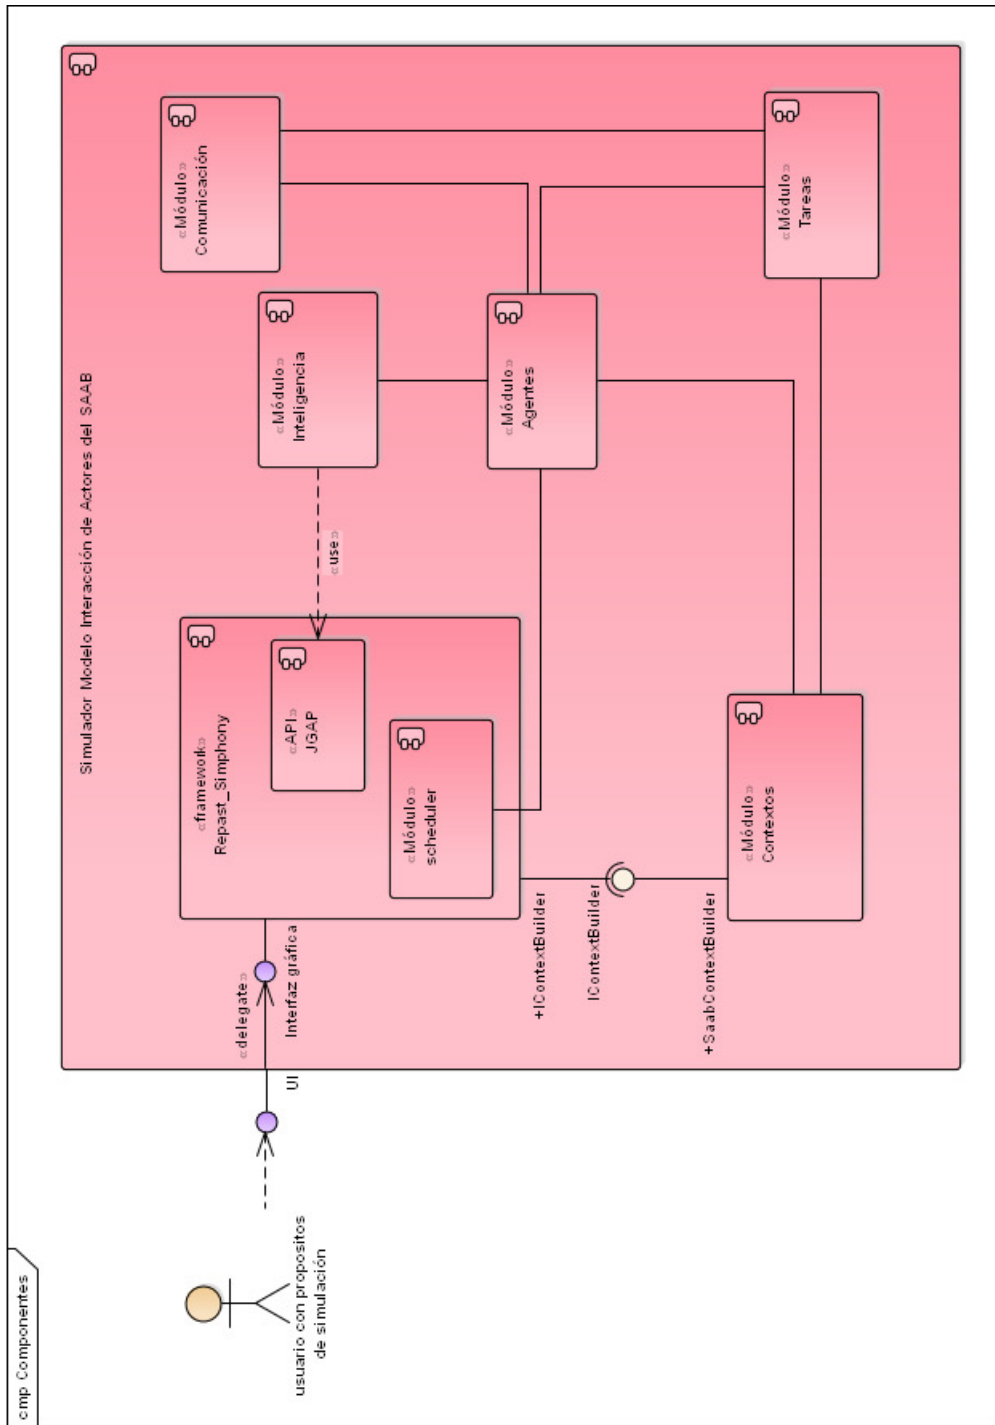 cmp Componentes
Simulador Modelo Interacción de Actores del SAAB
usuario con propositos
de simulación
UI
«delegate»
Interfaz gráfica
«framework»
Repast_Simphony
«API»
JGAP
«Módulo»
scheduler
«use»
«Módulo»
Inteligencia
«Módulo»
Comunicación
«Módulo»
Agentes
+IContextBuilder
IContextBuilder
+SaabContextBuilder
«Módulo»
Contextos
«Módulo»
Tareas